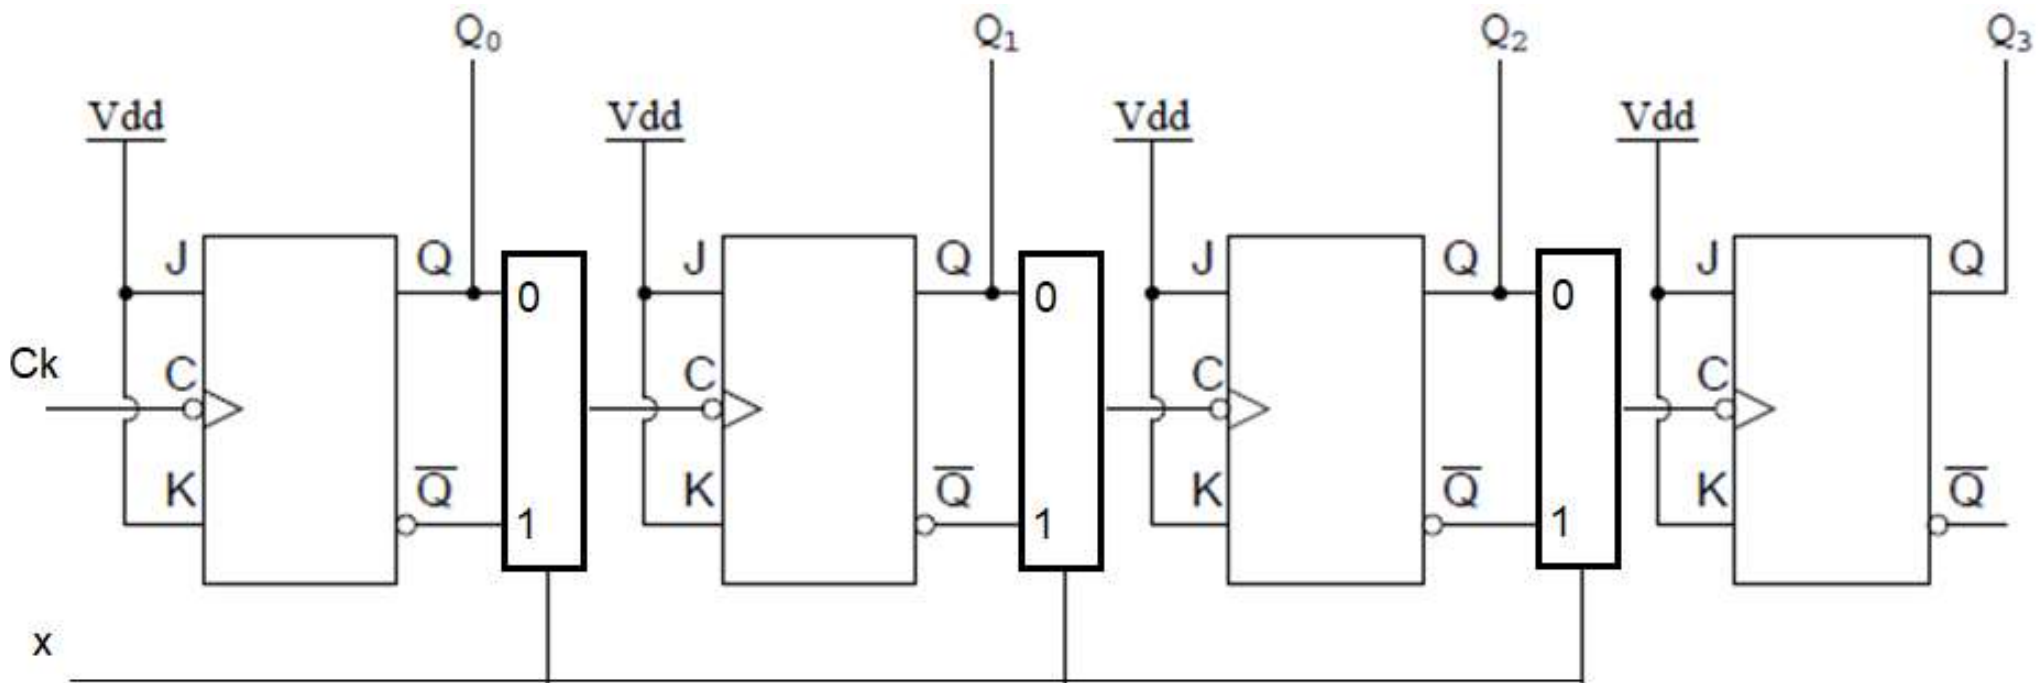 Q₀ Q₁ Q₂ Q₃
Vdd Vdd Vdd Vdd
J Q 0 J Q 0 J Q 0 J Q
Ck C C C C
K Q̅ 1 K Q̅ 1 K Q̅ 1 K Q̅
x